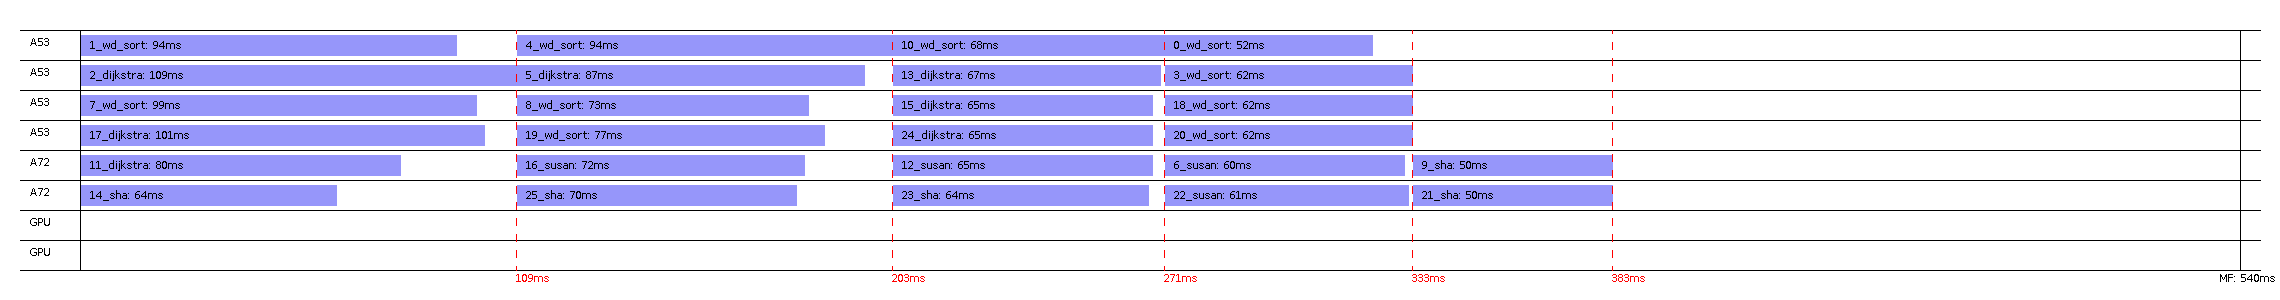 A53 1_wd_sort: 94ms 4_wd_sort: 94ms 10_wd_sort: 68ms 0_wd_sort: 52ms
A53 2_dijkstra: 109ms 5_dijkstra: 87ms 13_dijkstra: 67ms 3_wd_sort: 62ms
A53 7_wd_sort: 99ms 8_wd_sort: 73ms 15_dijkstra: 65ms 18_wd_sort: 62ms
A53 17_dijkstra: 101ms 19_wd_sort: 77ms 24_dijkstra: 65ms 20_wd_sort: 62ms
A72 11_dijkstra: 80ms 16_susan: 72ms 12_susan: 65ms 6_susan: 60ms 9_sha: 50ms
A72 14_sha: 64ms 25_sha: 70ms 23_sha: 64ms 22_susan: 61ms 21_sha: 50ms
GPU
GPU
109ms 203ms 271ms 333ms 383ms MF: 540ms